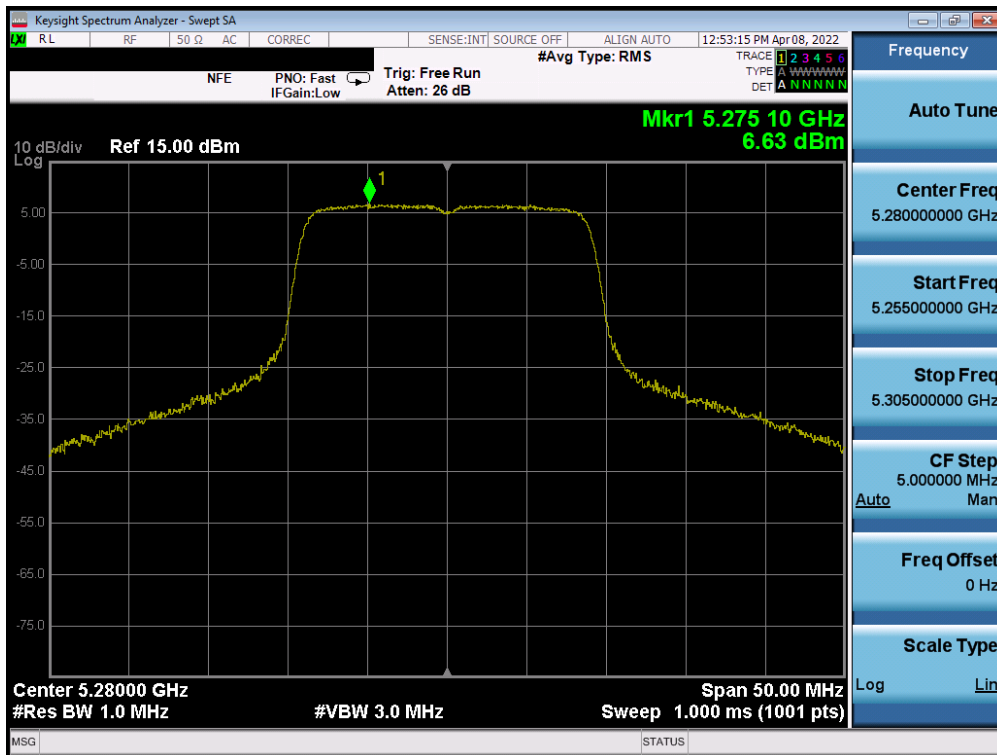 LXI Keysight Spectrum Analyzer - Swept SA
RL RF 50 Ω AC CORREC SENSE:INT SOURCE OFF ALIGN AUTO 12:53:15 PM Apr 08, 2022
NFE PNO: Fast IFGain:Low
Trig: Free Run
Atten: 26 dB
#Avg Type: RMS
TRACE 1 2 3 4 5 6
TYPE A WWWWW
DET A N N N N N
Mkr1 5.275 10 GHz
6.63 dBm
10 dB/div Ref 15.00 dBm
Log
1
5.00
-5.00
-15.0
-25.0
-35.0
-45.0
-55.0
-65.0
-75.0
Center 5.28000 GHz Span 50.00 MHz
#Res BW 1.0 MHz #VBW 3.0 MHz Sweep 1.000 ms (1001 pts)
MSG STATUS
Frequency
Auto Tune
Center Freq
5.280000000 GHz
Start Freq
5.255000000 GHz
Stop Freq
5.305000000 GHz
CF Step
5.000000 MHz
Auto Man
Freq Offset
0 Hz
Scale Type
Log Lin